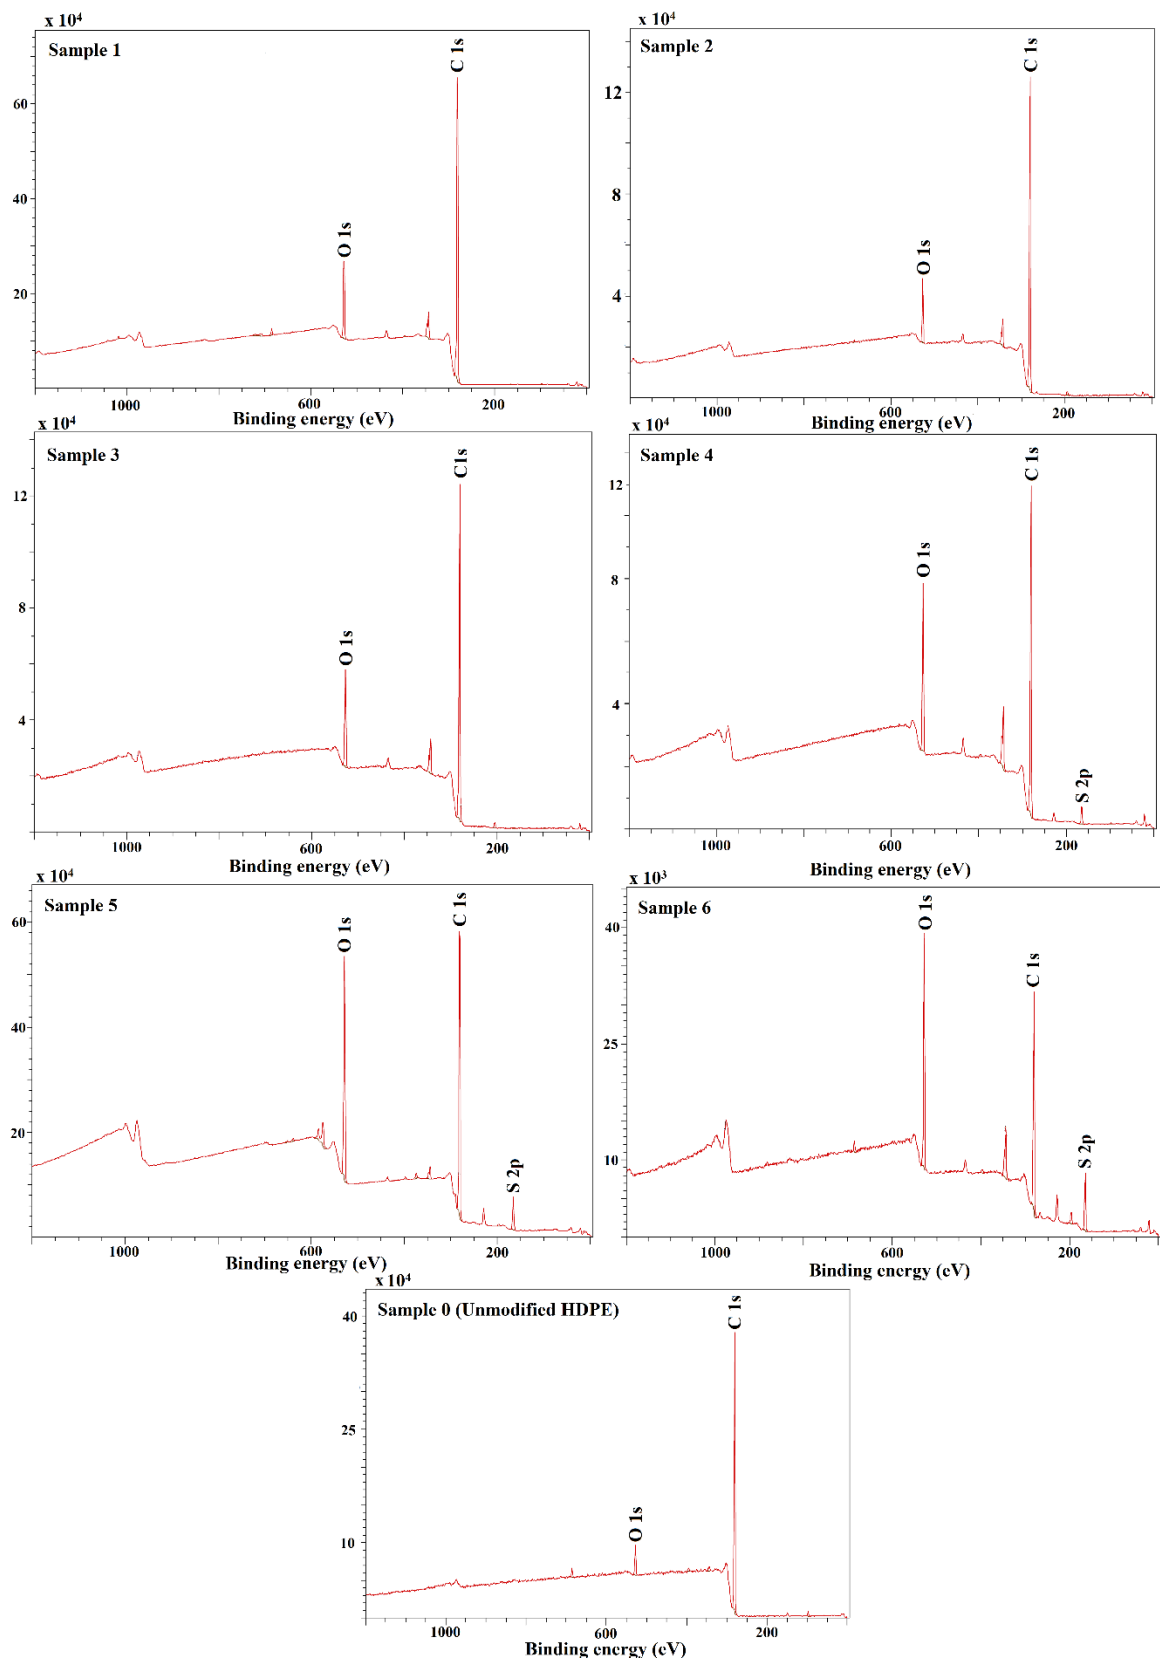 x 10⁴
Sample 1
C 1s
O 1s
60
40
20
1000
600
200
Binding energy (eV)
x 10⁴
Sample 2
C 1s
O 1s
12
8
4
1000
600
200
Binding energy (eV)
x 10⁴
Sample 3
C1s
O 1s
12
8
4
1000
600
200
Binding energy (eV)
x 10⁴
Sample 4
C 1s
O 1s
S 2p
12
8
4
1000
600
200
Binding energy (eV)
x 10⁴
Sample 5
O 1s
C 1s
S 2p
60
40
20
1000
600
200
Binding energy (eV)
x 10³
Sample 6
O 1s
C 1s
S 2p
40
25
10
1000
600
200
Binding energy (eV)
x 10⁴
Sample 0 (Unmodified HDPE)
C 1s
O 1s
40
25
10
1000
600
200
Binding energy (eV)